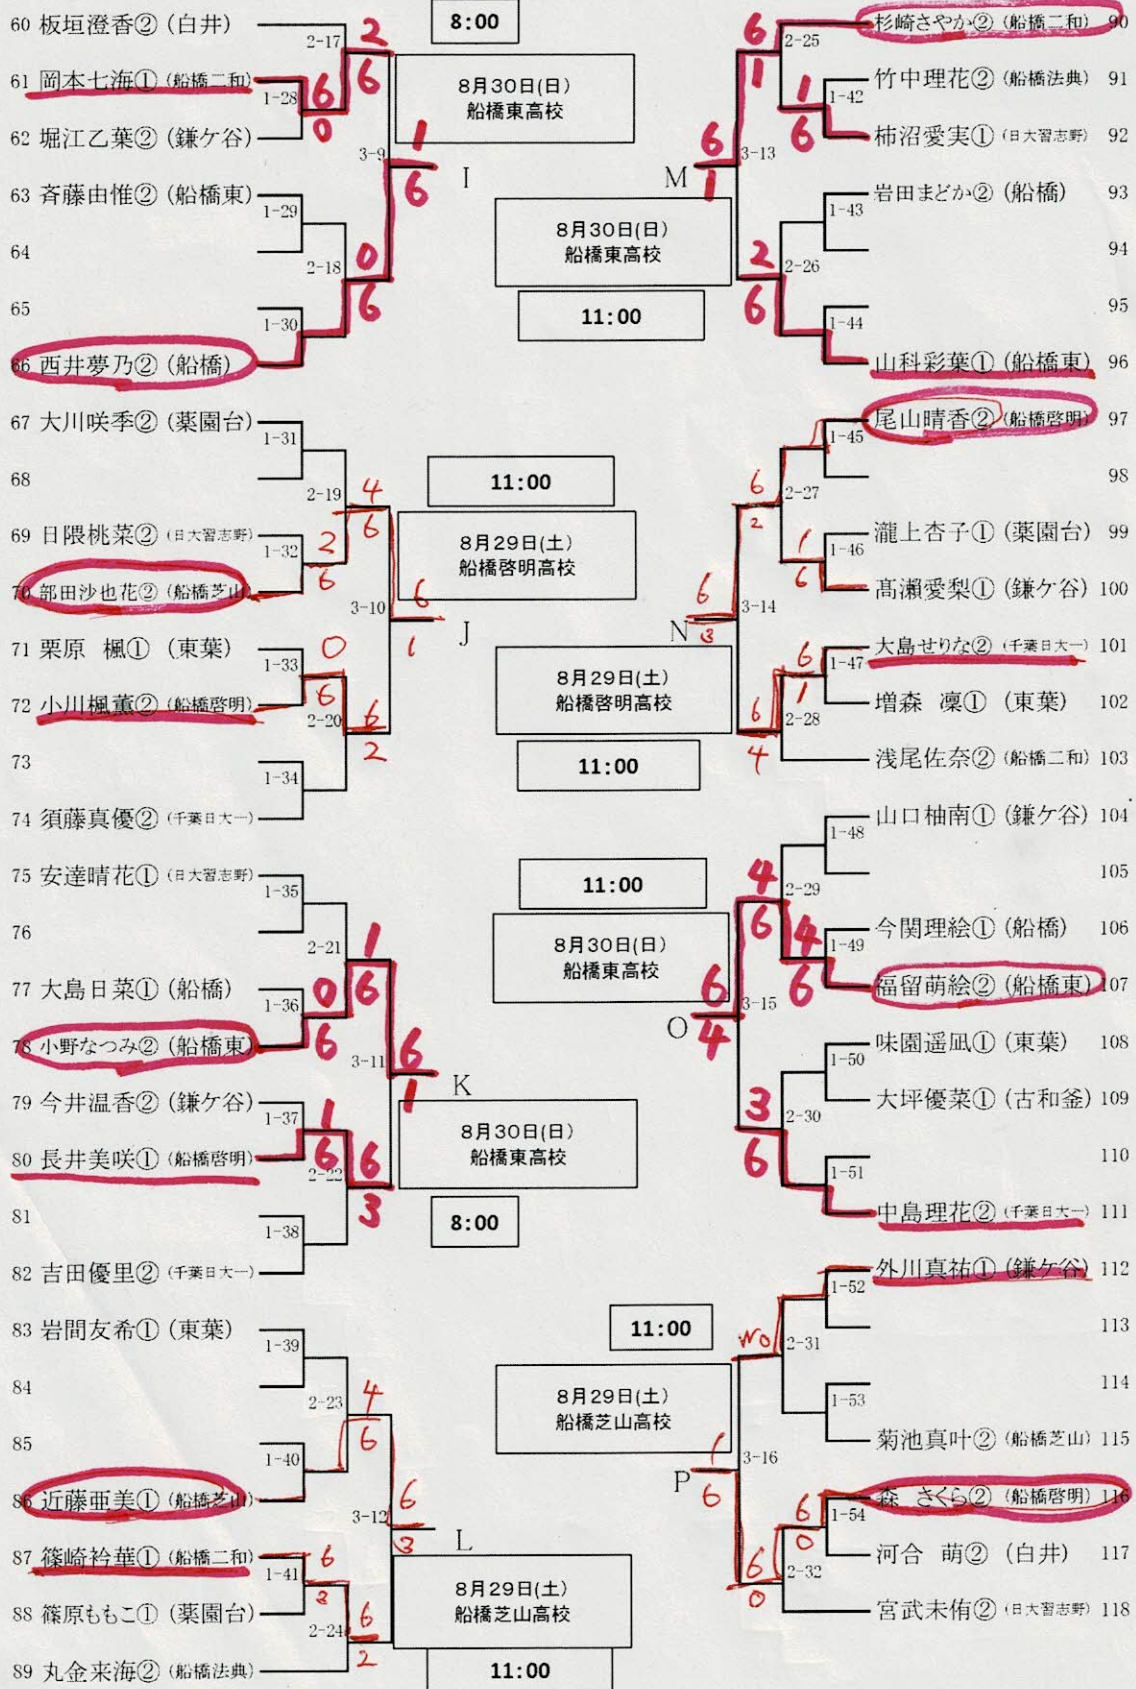 60 板垣澄香② (白井)
2-17
2
6
61 岡本七海① (船橋二和)
1-28
6
0
62 堀江乙葉② (鎌ケ谷)
8:00
8月30日(日)
船橋東高校
3-9
1
6
I
63 斉藤由惟② (船橋東)
1-29
64
2-18
0
6
65
1-30
66 西井夢乃② (船橋)
67 大川咲季② (薬園台)
1-31
68
2-19
4
6
69 日隈桃菜② (日大習志野)
1-32
2
6
70 部田沙也花② (船橋芝山)
11:00
8月29日(土)
船橋啓明高校
3-10
6
1
J
71 栗原 楓① (東葉)
1-33
0
6
72 小川楓薫② (船橋啓明)
2-20
6
2
73
1-34
74 須藤真優② (千葉日大一)
75 安達晴花① (日大習志野)
1-35
76
2-21
1
6
77 大島日菜① (船橋)
1-36
0
6
78 小野なつみ② (船橋東)
3-11
6
1
K
79 今井温香② (鎌ケ谷)
1-37
1
6
80 長井美咲① (船橋啓明)
2-22
6
3
8月30日(日)
船橋東高校
8:00
81
1-38
82 吉田優里② (千葉日大一)
83 岩間友希① (東葉)
1-39
84
2-23
4
6
85
1-40
86 近藤亜美① (船橋芝山)
3-12
6
3
L
87 篠崎衿華① (船橋二和)
1-41
6
3
88 篠原ももこ① (薬園台)
2-24
6
2
89 丸金来海② (船橋法典)
8月29日(土)
船橋芝山高校
11:00
杉崎さやか② (船橋二和) 90
6
1
2-25
竹中理花② (船橋法典) 91
1
6
1-42
柿沼愛実① (日大習志野) 92
M
6
1
3-13
岩田まどか② (船橋) 93
1-43
94
8月30日(日)
船橋東高校
11:00
2
6
2-26
95
1-44
山科彩葉① (船橋東) 96
尾山晴香② (船橋啓明) 97
1-45
98
6
2
2-27
瀧上杏子① (薬園台) 99
1
6
1-46
髙瀬愛梨① (鎌ケ谷) 100
N
6
3
3-14
大島せりな② (千葉日大一) 101
6
1
1-47
増森 凜① (東葉) 102
8月29日(土)
船橋啓明高校
11:00
6
4
2-28
浅尾佐奈② (船橋二和) 103
山口柚南① (鎌ケ谷) 104
1-48
105
11:00
8月30日(日)
船橋東高校
4
6
2-29
今関理絵① (船橋) 106
4
6
1-49
福留萌絵② (船橋東) 107
O
6
4
3-15
味園遥凪① (東葉) 108
1-50
大坪優菜① (古和釜) 109
3
6
2-30
110
1-51
中島理花② (千葉日大一) 111
外川真祐① (鎌ケ谷) 112
1-52
113
11:00
8月29日(土)
船橋芝山高校
WO
2-31
114
1-53
菊池真叶② (船橋芝山) 115
P
1
6
3-16
森 さくら② (船橋啓明) 116
6
0
1-54
河合 萌② (白井) 117
6
0
2-32
宮武未侑② (日大習志野) 118